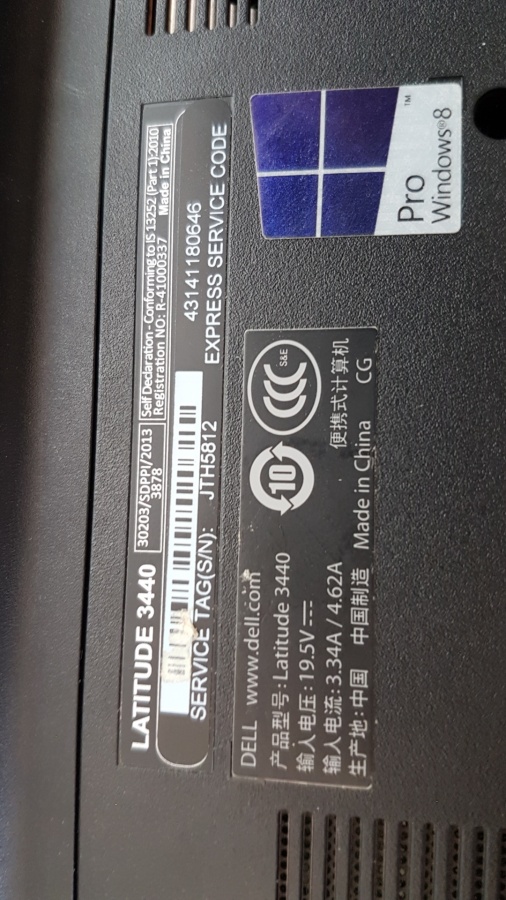 LATITUDE 3440
30203/SDPPI/2013
3878
Self Declaration - Conforming to IS 13252 (Part 1):2010
Registration NO: R-41000337 Made in China
SERVICE TAG(S/N): JTH5812
43141180646
EXPRESS SERVICE CODE
DELL www.dell.com
产品型号:Latitude 3440
输入电压:19.5V
输入电流:3.34A / 4.62A
生产地:中国 中国制造 Made in China CG
10
CCC
S&E
便携式计算机
Pro
Windows®8
™